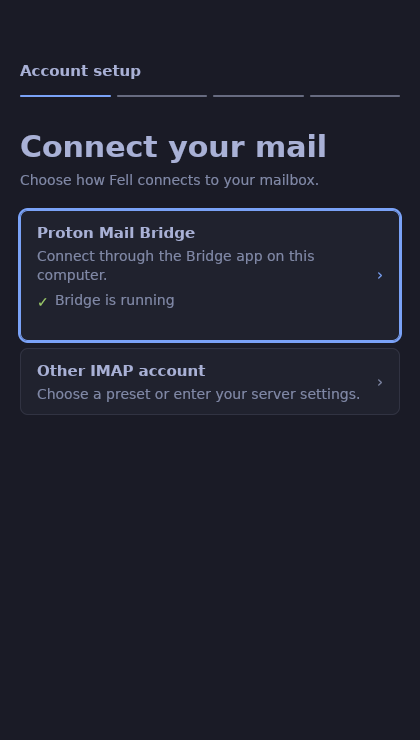 Account setup
Connect your mail
Choose how Fell connects to your mailbox.
Proton Mail Bridge
Connect through the Bridge app on this
computer.
✓ Bridge is running
Other IMAP account
Choose a preset or enter your server settings.